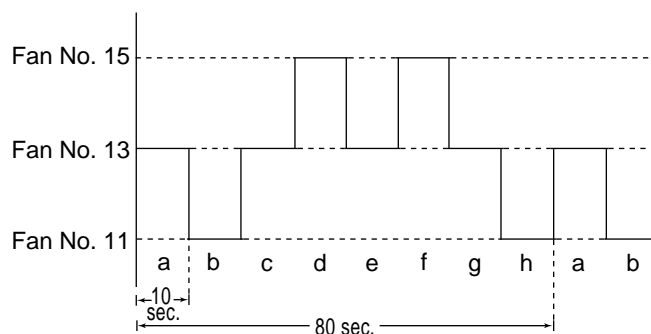 Fan No. 15
Fan No. 13
Fan No. 11
a b c d e f g h a b
10
sec.
80 sec.